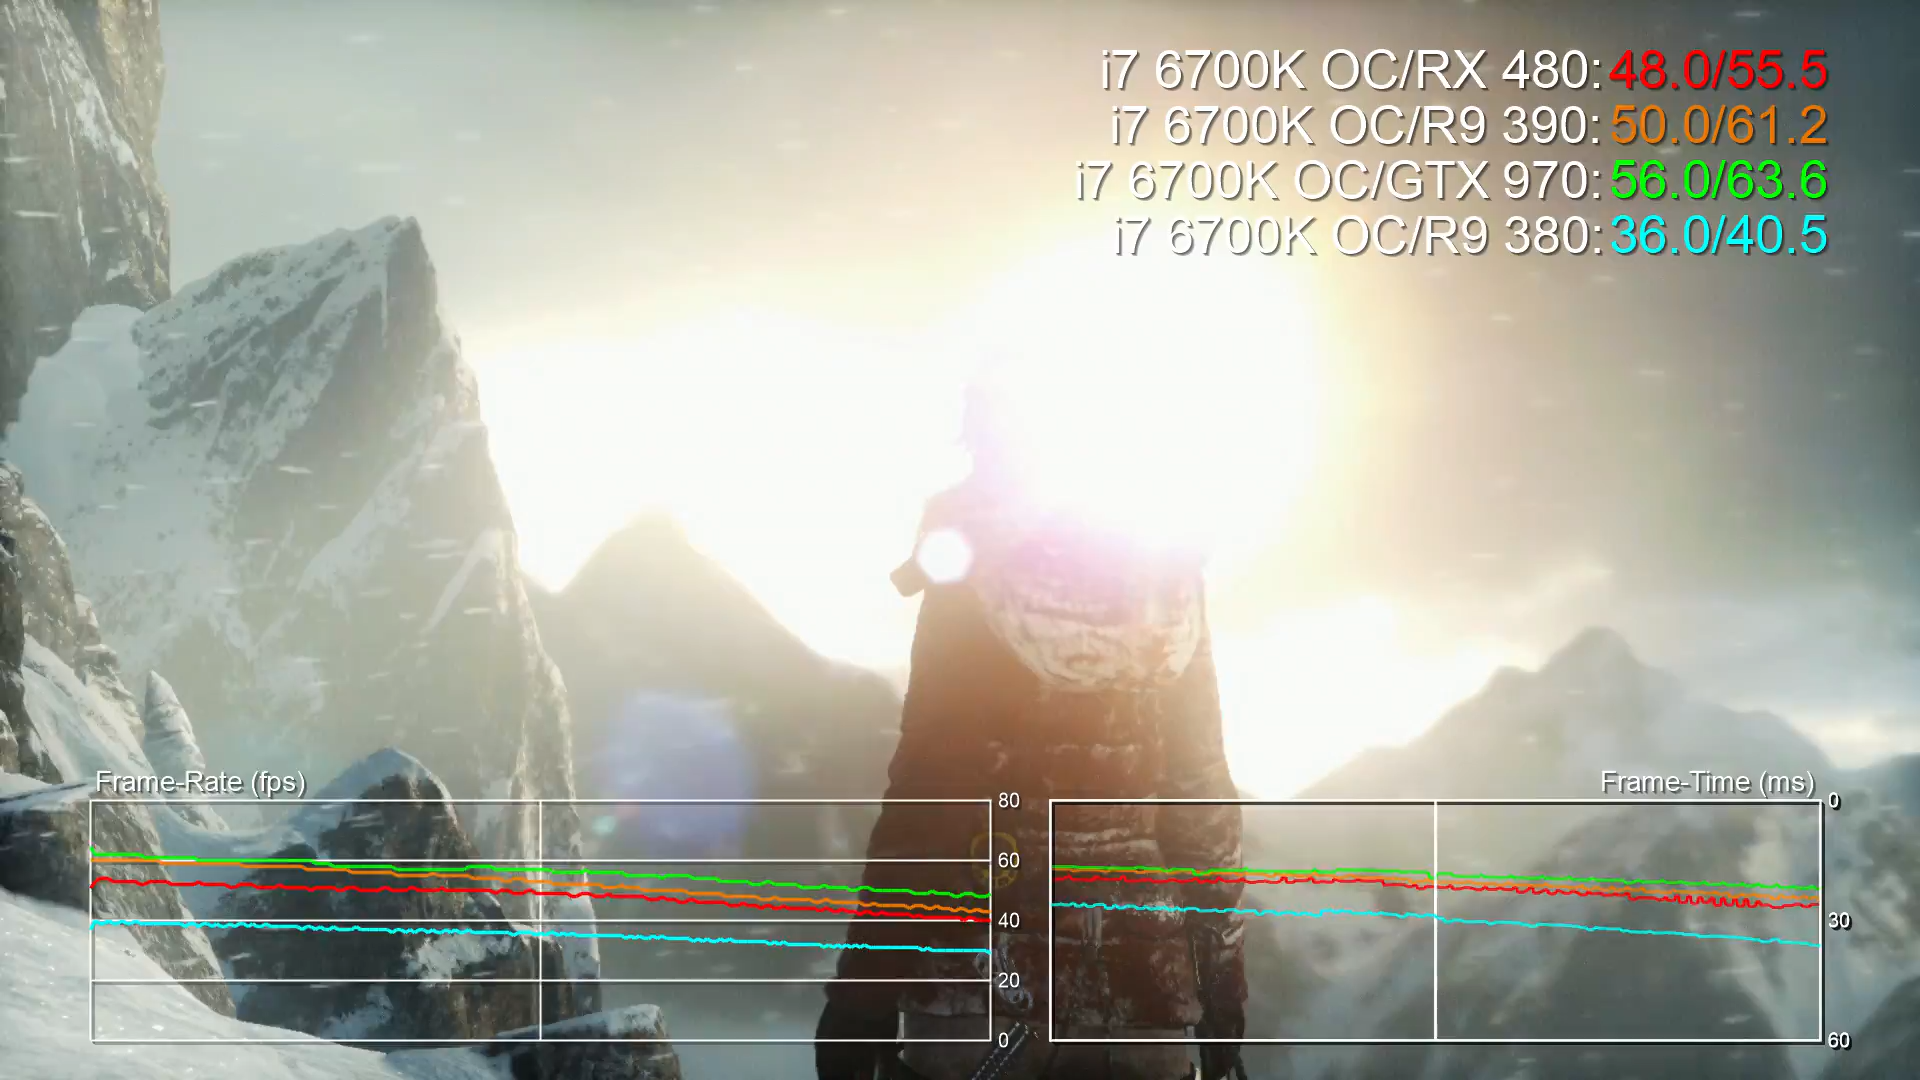 i7 6700K OC/RX 480: 48.0/55.5
i7 6700K OC/R9 390: 50.0/61.2
i7 6700K OC/GTX 970: 56.0/63.6
i7 6700K OC/R9 380: 36.0/40.5
Frame-Rate (fps)
80
60
40
20
0
Frame-Time (ms)
0
30
60